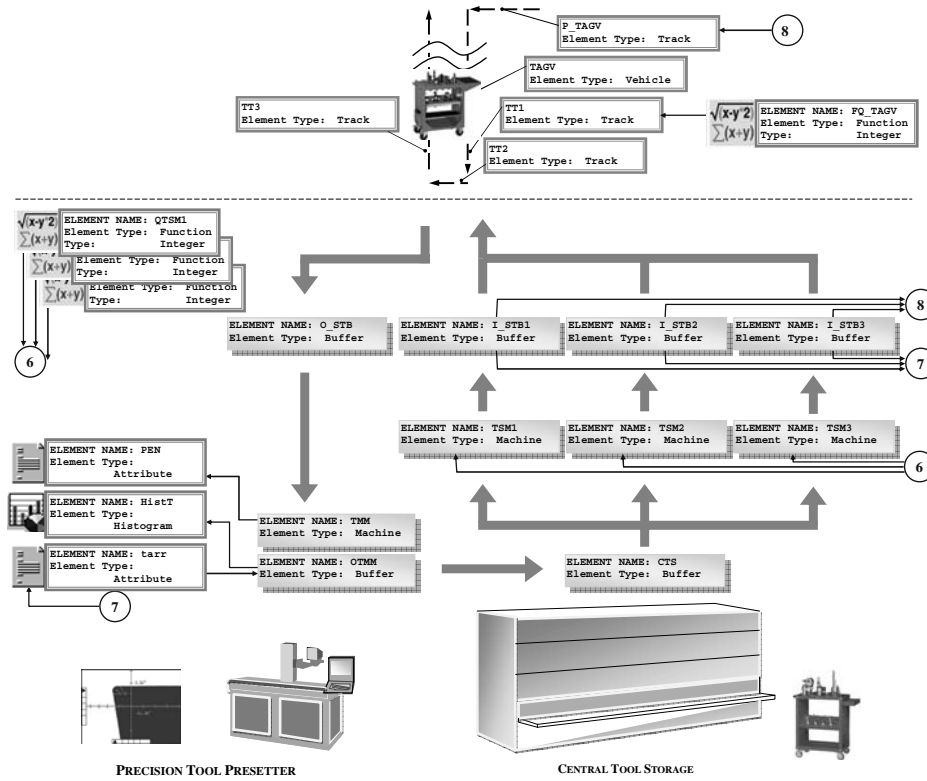 P_TAGV
Element Type: Track
8
TAGV
Element Type: Vehicle
TT3
Element Type: Track
TT1
Element Type: Track
√(x-y^2)
∑(x+y)
ELEMENT NAME: FQ_TAGV
Element Type: Function
Type: Integer
TT2
Element Type: Track
√(x-y^2)
∑(x+y)
ELEMENT NAME: QTSM1
Element Type: Function
Type: Integer
∑(x+y)
Element Type: Function
Type: Integer
∑(x+y)
Element Type: Function
Type: Integer
6
ELEMENT NAME: O_STB
Element Type: Buffer
ELEMENT NAME: I_STB1
Element Type: Buffer
ELEMENT NAME: I_STB2
Element Type: Buffer
ELEMENT NAME: I_STB3
Element Type: Buffer
8
7
ELEMENT NAME: TSM1
Element Type: Machine
ELEMENT NAME: TSM2
Element Type: Machine
ELEMENT NAME: TSM3
Element Type: Machine
6
ELEMENT NAME: PEN
Element Type:
Attribute
ELEMENT NAME: HistT
Element Type:
Histogram
ELEMENT NAME: tarr
Element Type:
Attribute
7
ELEMENT NAME: TMM
Element Type: Machine
ELEMENT NAME: OTMM
Element Type: Buffer
ELEMENT NAME: CTS
Element Type: Buffer
PRECISION TOOL PRESETTER
CENTRAL TOOL STORAGE